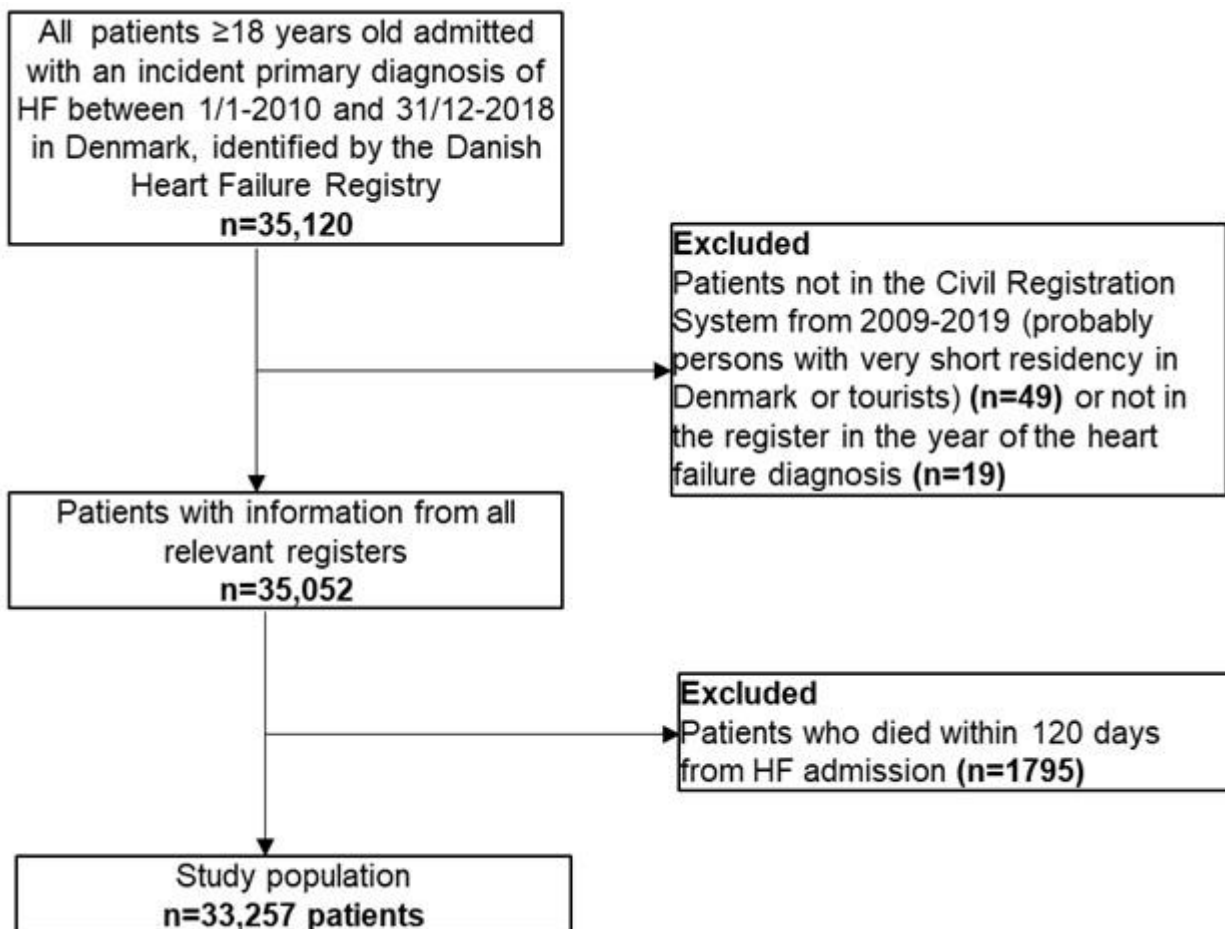 All patients ≥18 years old admitted
with an incident primary diagnosis of
HF between 1/1-2010 and 31/12-2018
in Denmark, identified by the Danish
Heart Failure Registry
n=35,120
Excluded
Patients not in the Civil Registration
System from 2009-2019 (probably
persons with very short residency in
Denmark or tourists) (n=49) or not in
the register in the year of the heart
failure diagnosis (n=19)
Patients with information from all
relevant registers
n=35,052
Excluded
Patients who died within 120 days
from HF admission (n=1795)
Study population
n=33,257 patients